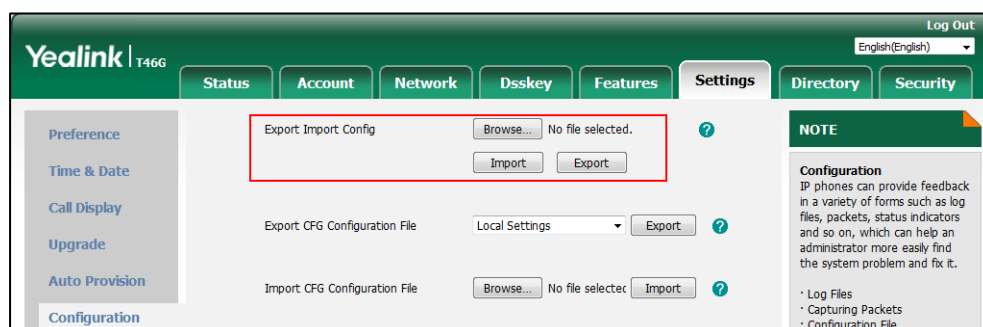 Log Out
Yealink T46G
English(English)
Status Account Network Dsskey Features Settings Directory Security
Preference
Time & Date
Call Display
Upgrade
Auto Provision
Configuration
Export Import Config Browse... No file selected.
Import Export
Export CFG Configuration File Local Settings Export
Import CFG Configuration File Browse... No file selectec Import
NOTE
Configuration
IP phones can provide feedback
in a variety of forms such as log
files, packets, status indicators
and so on, which can help an
administrator more easily find
the system problem and fix it.
· Log Files
· Capturing Packets
· Configuration File